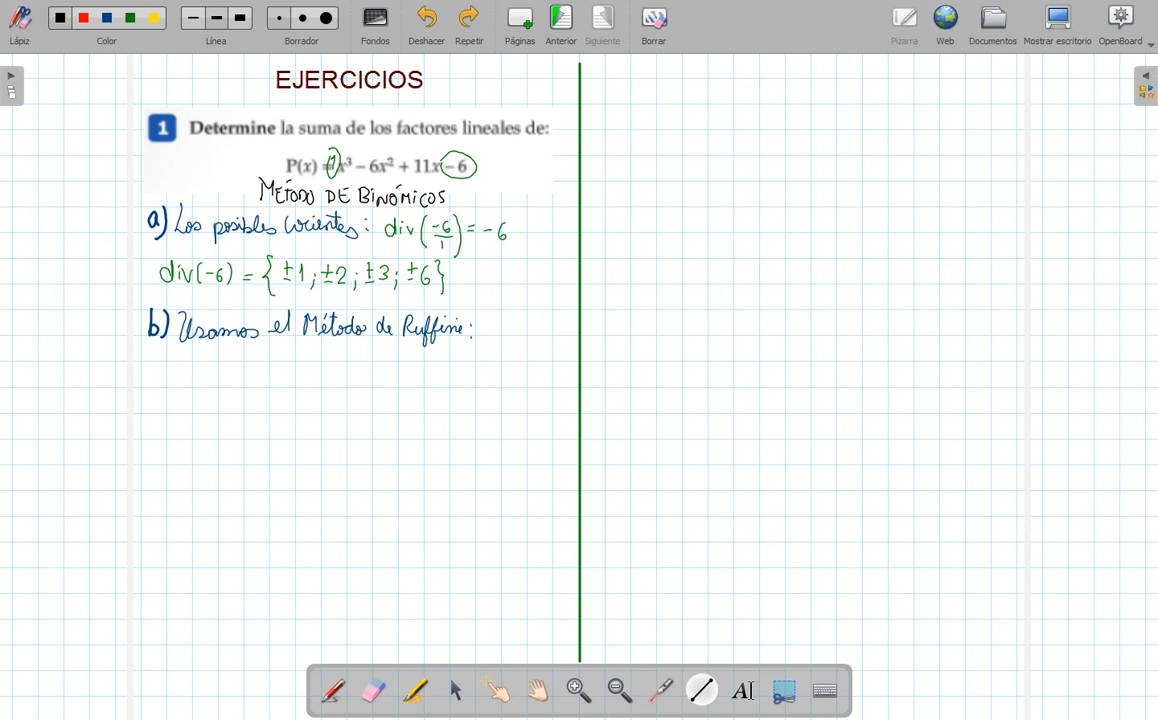 Lápiz Color Línea Borrador Fondos Deshacer Repetir Páginas Anterior Siguiente Borrar Pizarra Web Documentos Mostrar escritorio OpenBoard
EJERCICIOS
1 Determine la suma de los factores lineales de:
P(x) = 1x³ − 6x² + 11x − 6
MÉTODO DE BINÓMICOS
a) Los posibles cocientes: div(-6/1) = -6
div(-6) = {±1; ±2; ±3; ±6}
b) Usamos el Método de Ruffinie:
AI